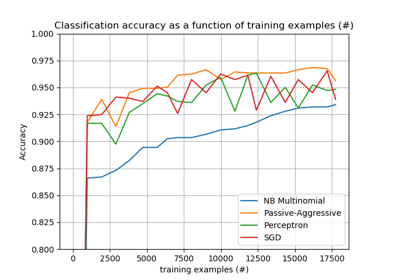 Classification accuracy as a function of training examples (#)
1.000
0.975
0.950
0.925
0.900
0.875
0.850
0.825
0.800
Accuracy
NB Multinomial
Passive-Aggressive
Perceptron
SGD
0 2500 5000 7500 10000 12500 15000 17500
training examples (#)